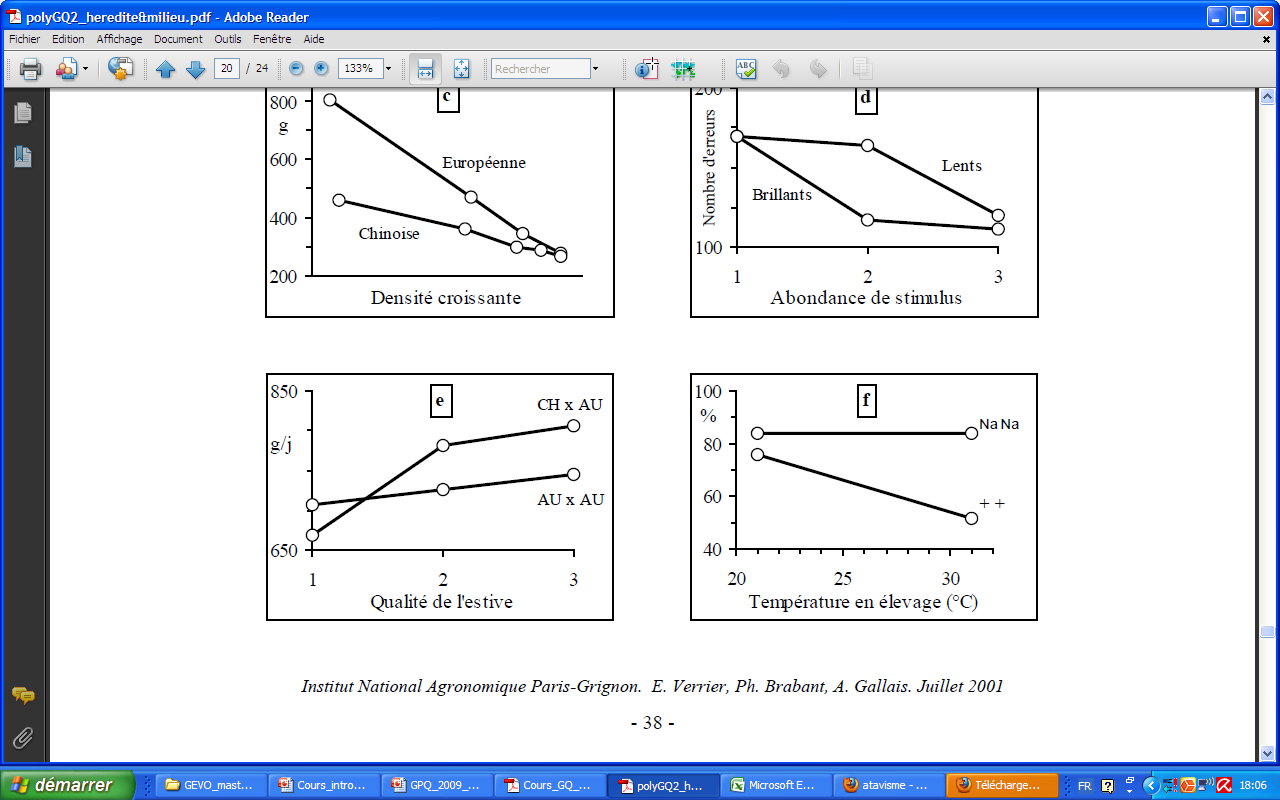 polyGQ2_heredite&milieu.pdf - Adobe Reader
Fichier Edition Affichage Document Outils Fenêtre Aide
20 / 24 133% Rechercher
c
800
g
600
400
200
Européenne
Chinoise
Densité croissante
d
200
Nombre d'erreurs
100
Lents
Brillants
1 2 3
Abondance de stimulus
e
850
g/j
650
CH x AU
AU x AU
1 2 3
Qualité de l'estive
f
100
%
80
60
40
Na Na
+ +
20 25 30
Température en élevage (°C)
Institut National Agronomique Paris-Grignon. E. Verrier, Ph. Brabant, A. Gallais. Juillet 2001
- 38 -
démarrer GEVO_mast... Cours_intro... GPQ_2009_... Cours_GQ_... polyGQ2_h... Microsoft E... atavisme - ... Télécharge... FR 18:06